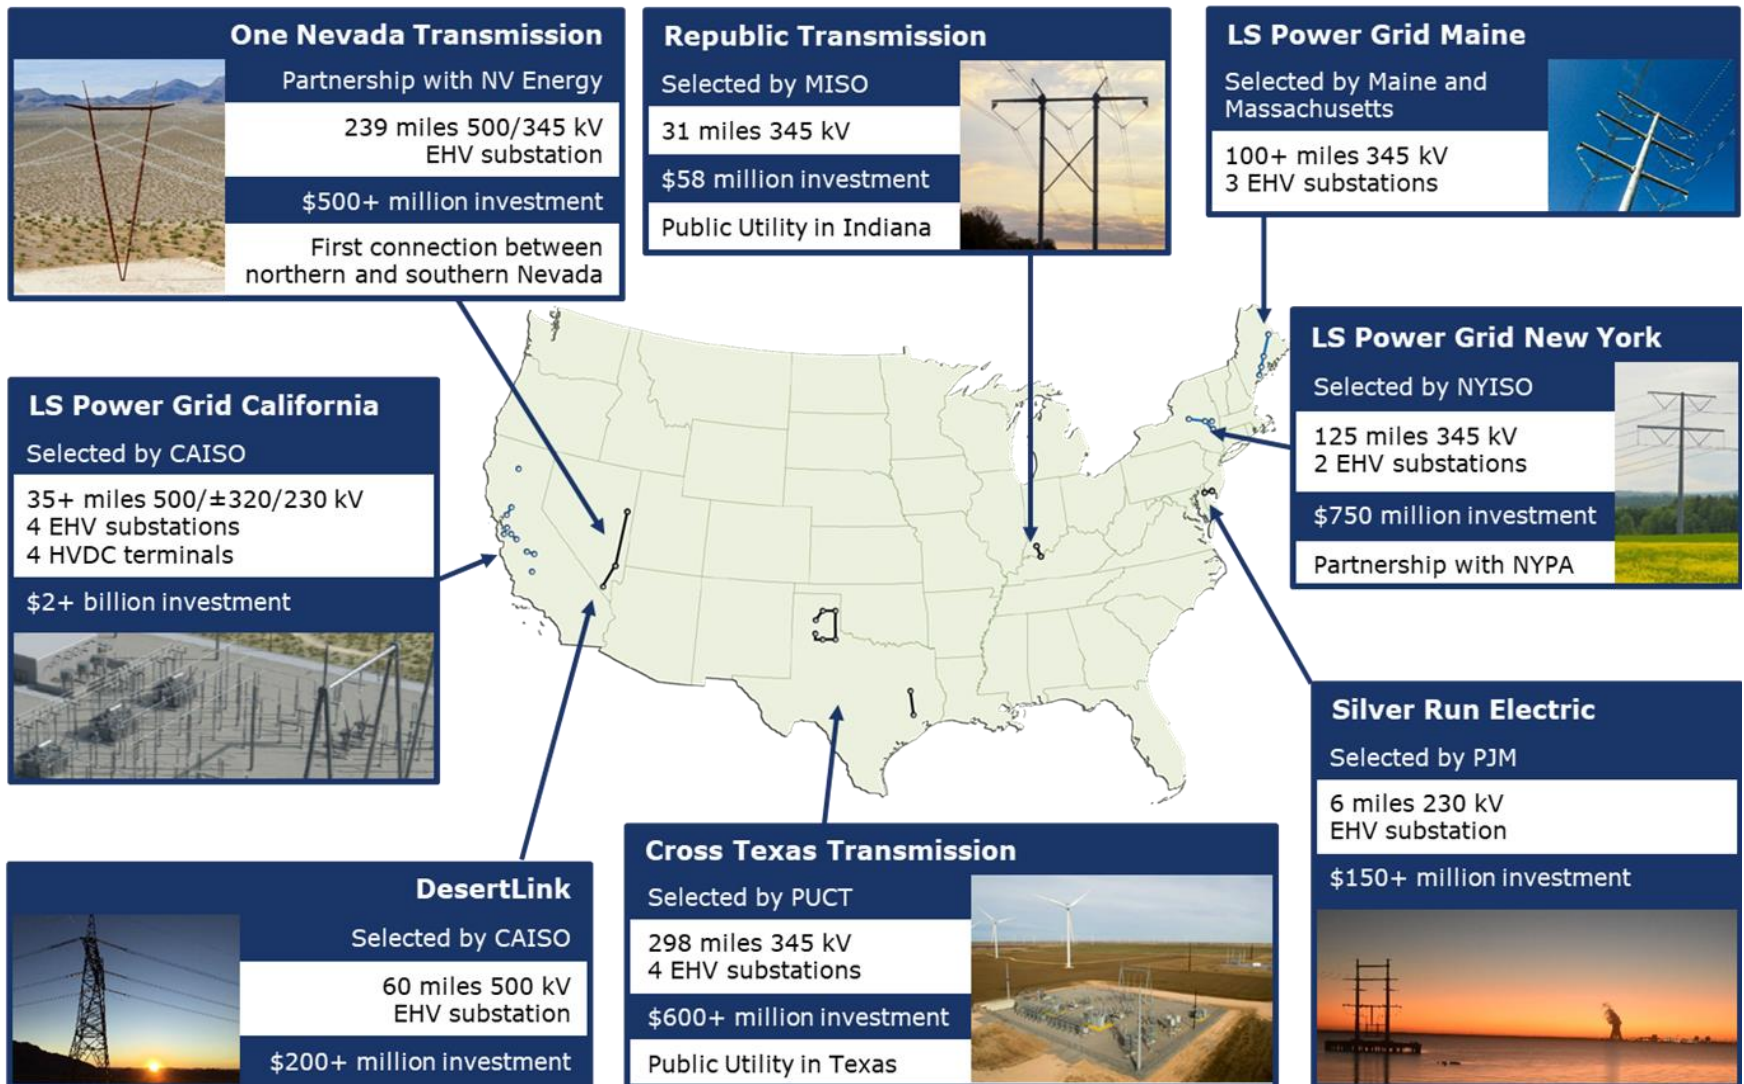 One Nevada Transmission
Partnership with NV Energy
239 miles 500/345 kV
EHV substation
$500+ million investment
First connection between
northern and southern Nevada
Republic Transmission
Selected by MISO
31 miles 345 kV
$58 million investment
Public Utility in Indiana
LS Power Grid Maine
Selected by Maine and
Massachusetts
100+ miles 345 kV
3 EHV substations
LS Power Grid California
Selected by CAISO
35+ miles 500/±320/230 kV
4 EHV substations
4 HVDC terminals
$2+ billion investment
LS Power Grid New York
Selected by NYISO
125 miles 345 kV
2 EHV substations
$750 million investment
Partnership with NYPA
DesertLink
Selected by CAISO
60 miles 500 kV
EHV substation
$200+ million investment
Cross Texas Transmission
Selected by PUCT
298 miles 345 kV
4 EHV substations
$600+ million investment
Public Utility in Texas
Silver Run Electric
Selected by PJM
6 miles 230 kV
EHV substation
$150+ million investment